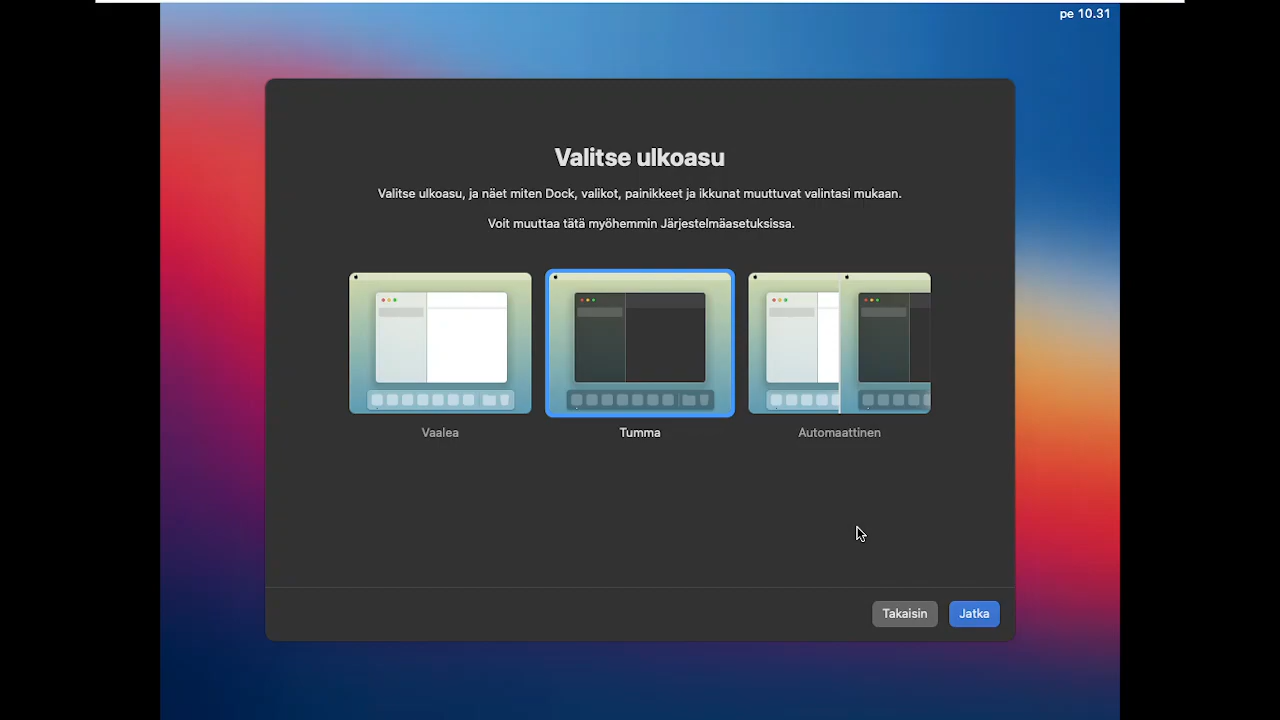 pe 10.31
Valitse ulkoasu
Valitse ulkoasu, ja näet miten Dock, valikot, painikkeet ja ikkunat muuttuvat valintasi mukaan.
Voit muuttaa tätä myöhemmin Järjestelmäasetuksissa.
Vaalea
Tumma
Automaattinen
Takaisin
Jatka